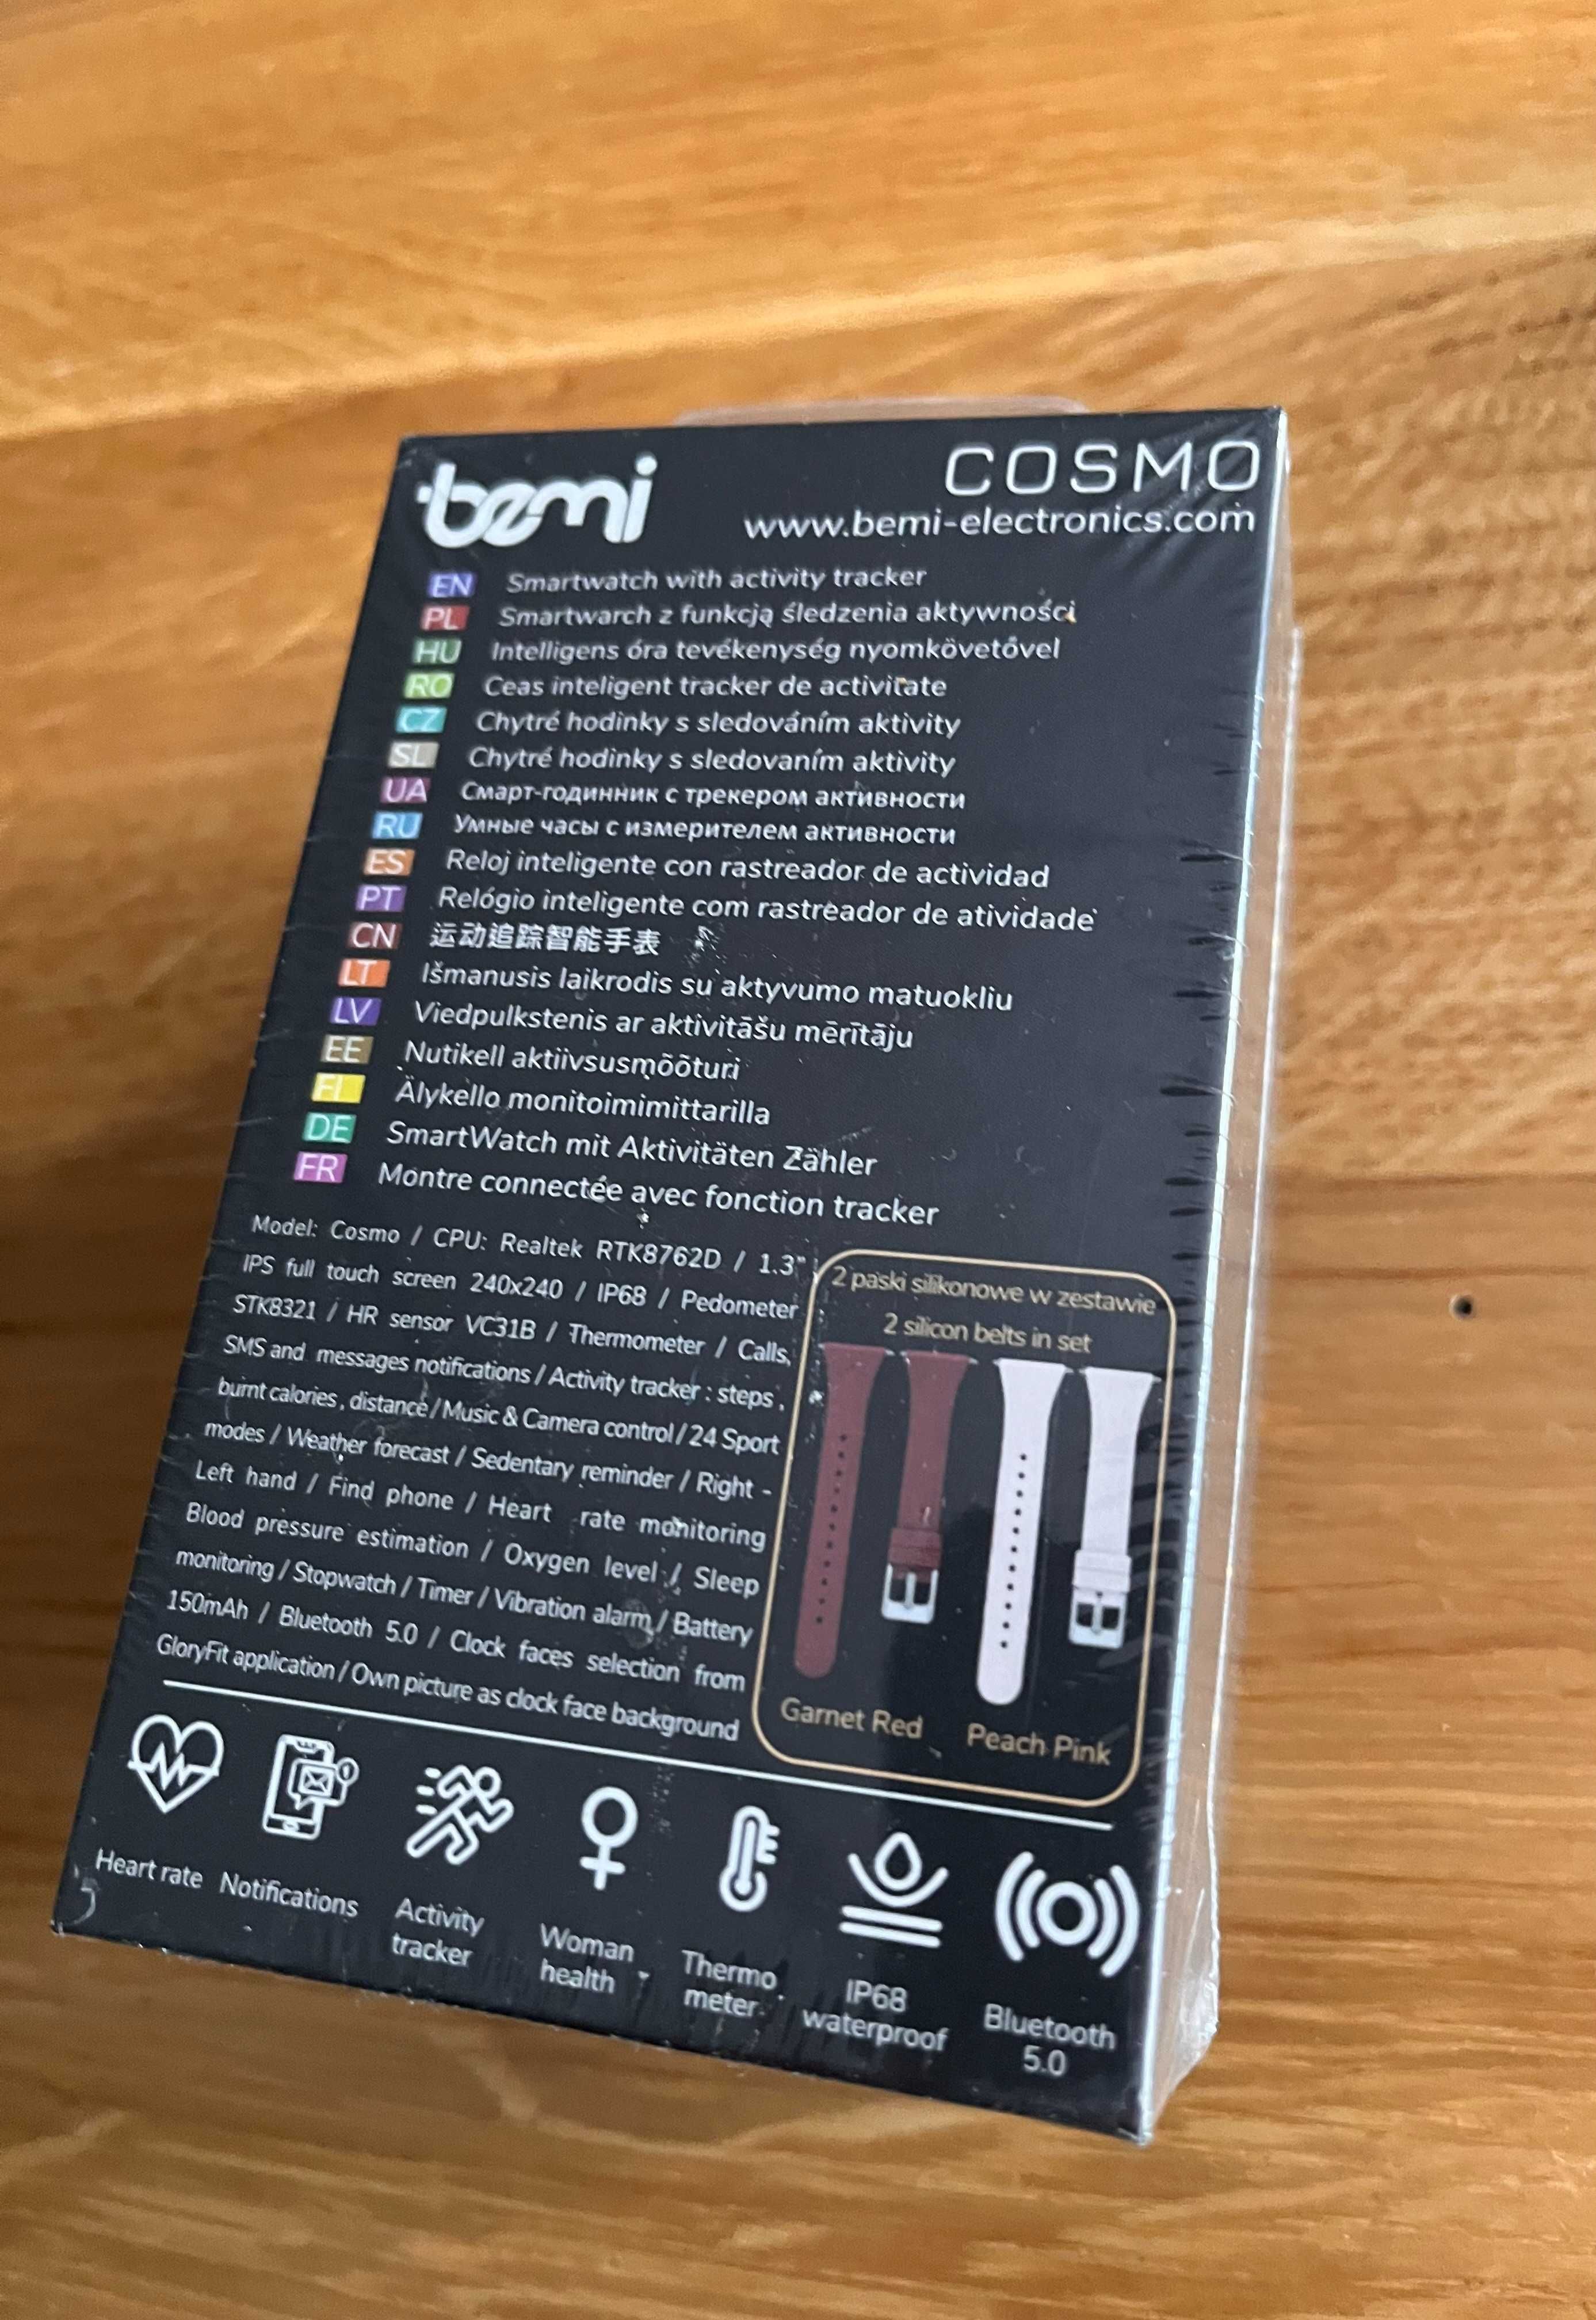 bemi
COSMO
www.bemi-electronics.com
EN Smartwatch with activity tracker
PL Smartwarch z funkcją śledzenia aktywności
HU Intelligens óra tevékenység nyomkövetővel
RO Ceas inteligent tracker de activitate
CZ Chytré hodinky s sledováním aktivity
SL Chytré hodinky s sledovaním aktivity
UA Смарт-годинник с трекером активности
RU Умные часы с измерителем активности
ES Reloj inteligente con rastreador de actividad
PT Relógio inteligente com rastreador de atividade
CN 运动追踪智能手表
LT Išmanusis laikrodis su aktyvumo matuokliu
LV Viedpulkstenis ar aktivitāšu mērītāju
EE Nutikell aktiivsusmõõturi
FI Älykello monitoimimittarilla
DE SmartWatch mit Aktivitäten Zähler
FR Montre connectée avec fonction tracker
Model: Cosmo / CPU: Realtek RTK8762D / 1.3"
IPS full touch screen 240x240 / IP68 / Pedometer
STK8321 / HR sensor VC31B / Thermometer / Calls,
SMS and messages notifications / Activity tracker : steps ,
burnt calories , distance / Music & Camera control / 24 Sport
modes / Weather forecast / Sedentary reminder / Right -
Left hand / Find phone / Heart rate monitoring
Blood pressure estimation / Oxygen level / Sleep
monitoring / Stopwatch / Timer / Vibration alarm / Battery
150mAh / Bluetooth 5.0 / Clock faces selection from
GloryFit application / Own picture as clock face background
2 paski silikonowe w zestawie
2 silicon belts in set
Garnet Red
Peach Pink
Heart rate
Notifications
Activity
tracker
Woman
health
Thermo
meter
IP68
waterproof
Bluetooth
5.0